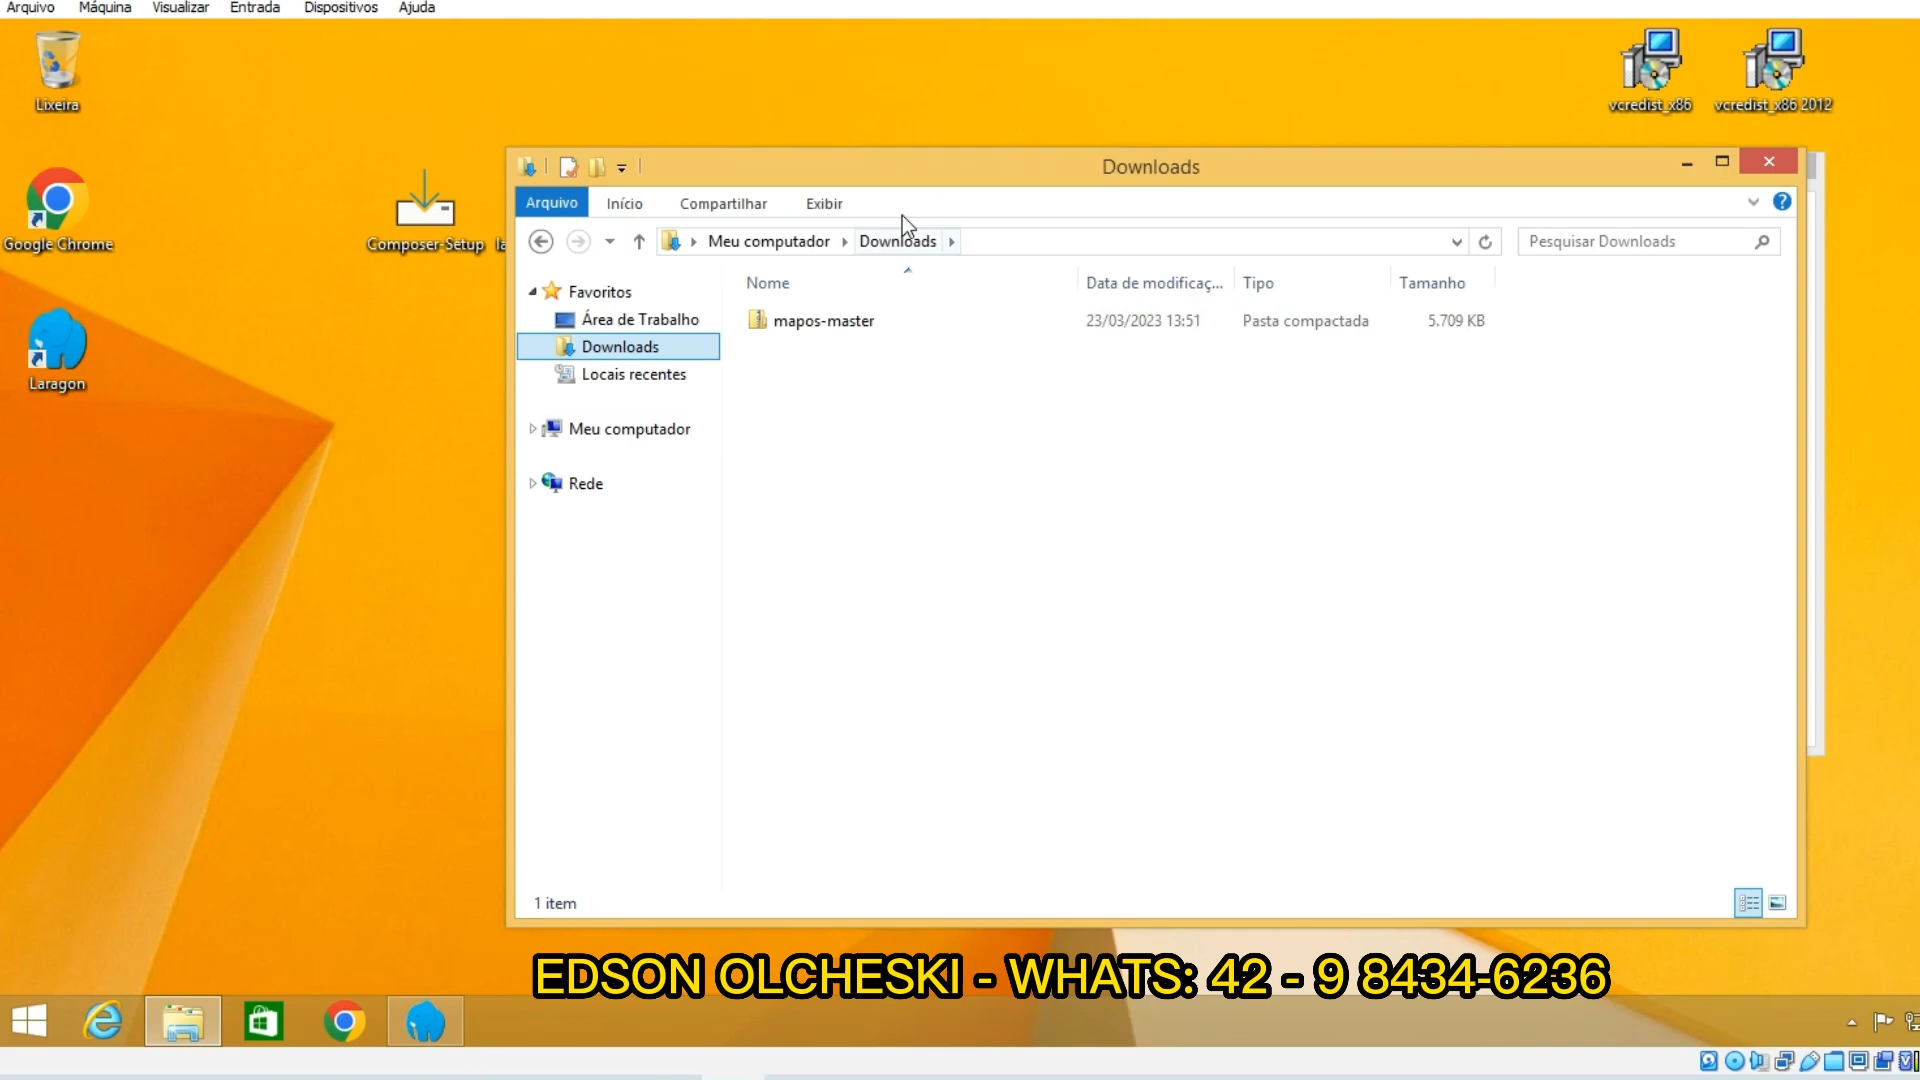 Arquivo Máquina Visualizar Entrada Dispositivos Ajuda
Lixeira
vcredist_x86
vcredist_x86 2012
Google Chrome
Composer-Setup
la
Laragon
Downloads
Arquivo Início Compartilhar Exibir
Meu computador Downloads
Pesquisar Downloads
Nome Data de modificaç... Tipo Tamanho
mapos-master 23/03/2023 13:51 Pasta compactada 5.709 KB
Favoritos
Área de Trabalho
Downloads
Locais recentes
Meu computador
Rede
1 item
EDSON OLCHESKI - WHATS: 42 - 9 8434-6236